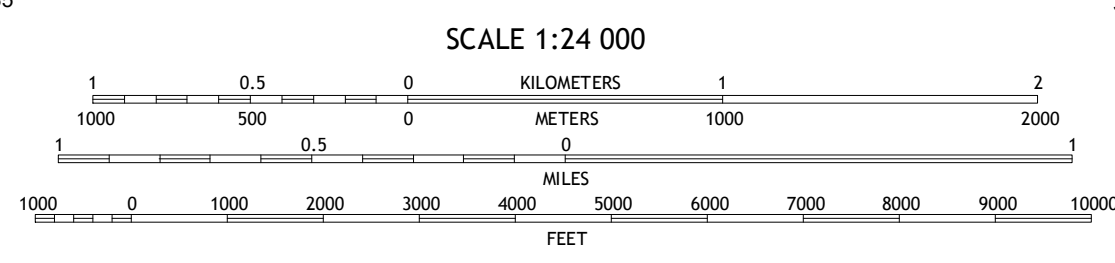 SCALE 1:24 000
1 0.5 0 KILOMETERS 1 2
1000 500 0 METERS 1000 2000
1 0.5 0 1
MILES
1000 0 1000 2000 3000 4000 5000 6000 7000 8000 9000 10000
FEET